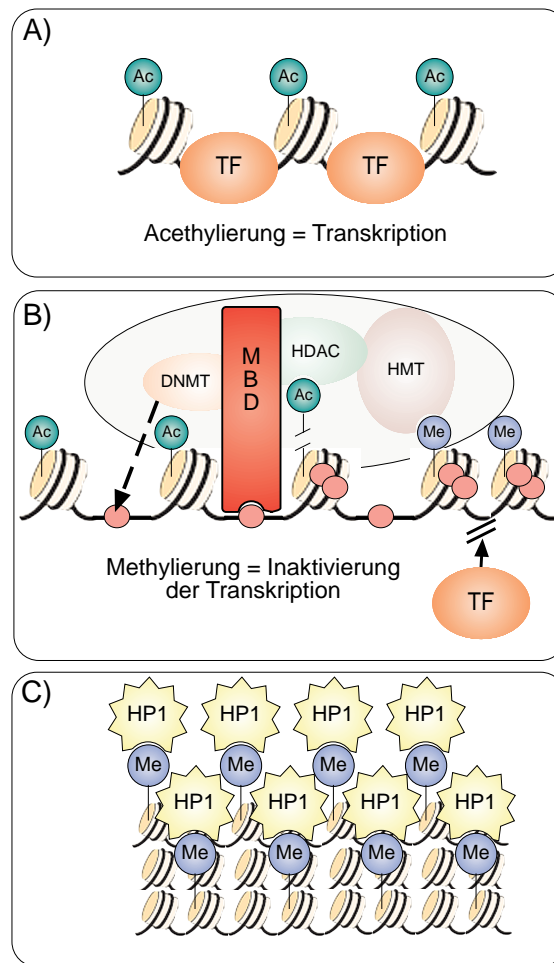 A)
Ac Ac Ac
TF TF
Acethylierung = Transkription
B)
MBD
HDAC
DNMT
HMT
Ac
Ac Ac Me Me
Methylierung = Inaktivierung
der Transkription
TF
C)
HP1 HP1 HP1 HP1
Me Me Me Me
HP1 HP1 HP1 HP1
Me Me Me Me